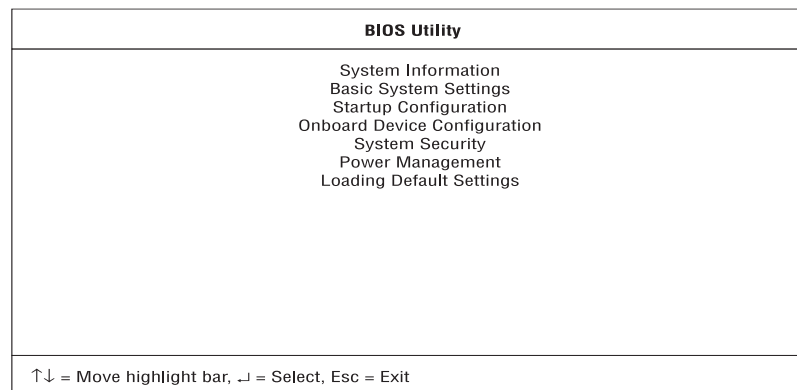 BIOS Utility
System Information
Basic System Settings
Startup Configuration
Onboard Device Configuration
System Security
Power Management
Loading Default Settings
↑↓ = Move highlight bar, ↵ = Select, Esc = Exit